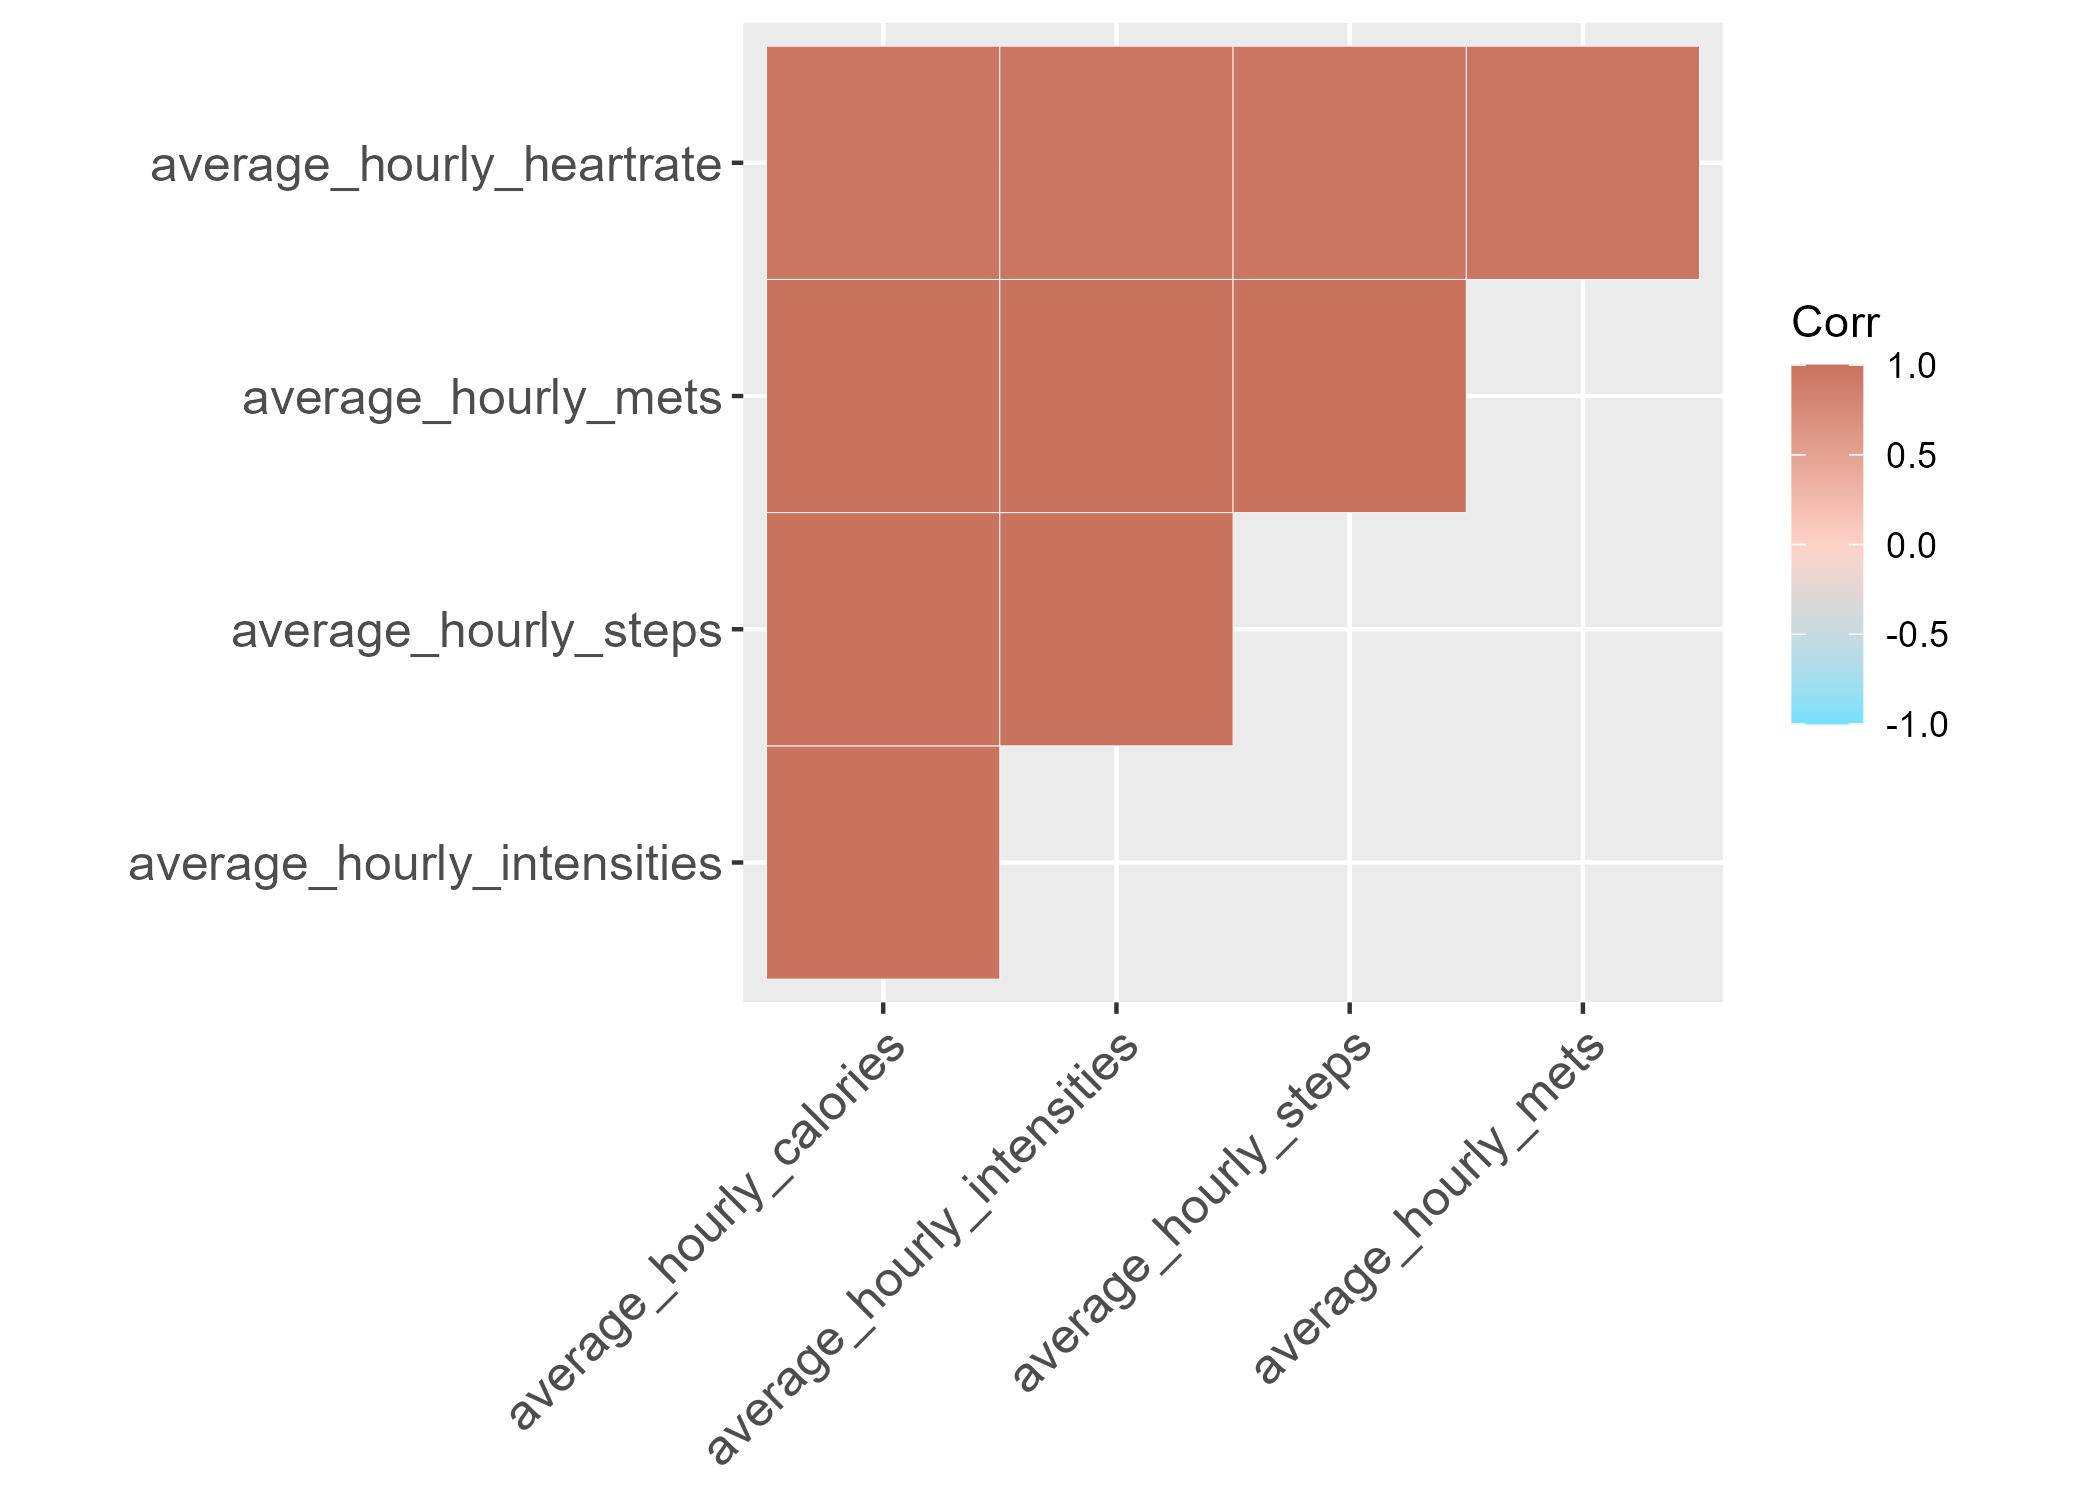 average_hourly_heartrate
average_hourly_mets
average_hourly_steps
average_hourly_intensities
average_hourly_calories
average_hourly_intensities
average_hourly_steps
average_hourly_mets
Corr
1.0
0.5
0.0
-0.5
-1.0